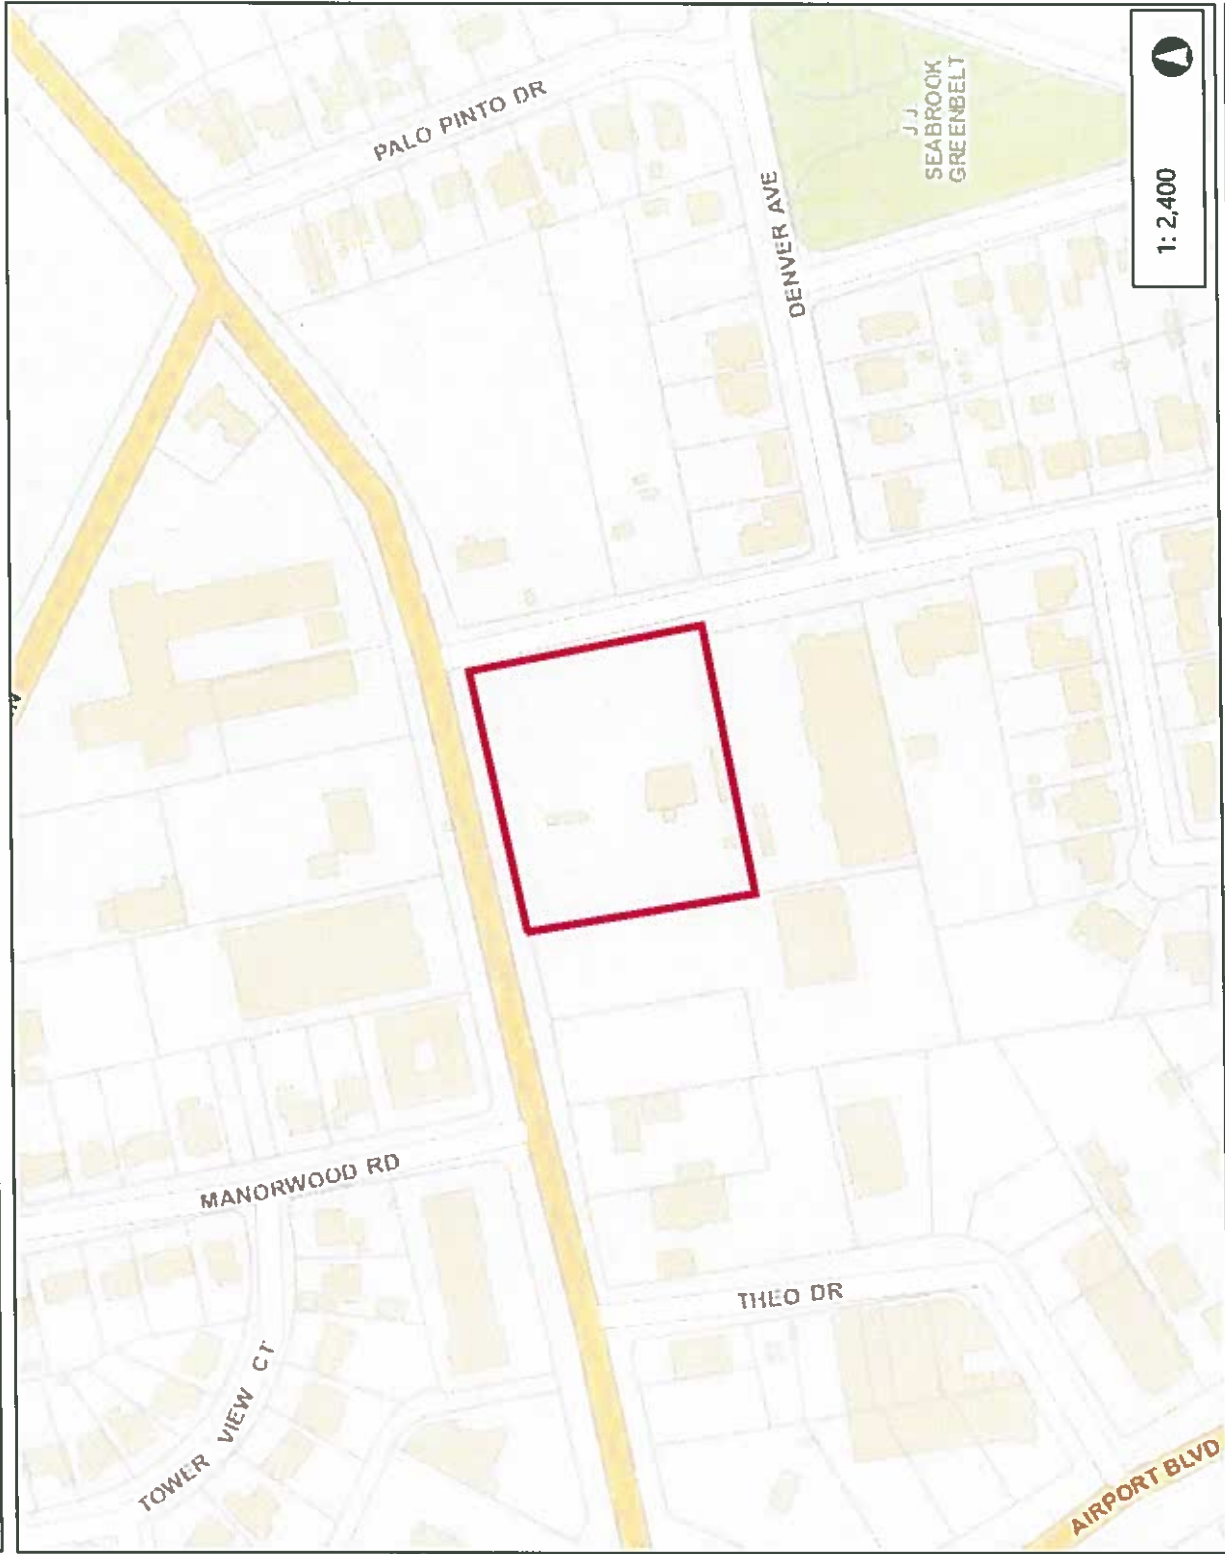 PALO PINTO DR
J J
SEABROOK
GREENBELT
1: 2,400
DENVER AVE
MANORWOOD RD
THEO DR
TOWER VIEW CT
AIRPORT BLVD